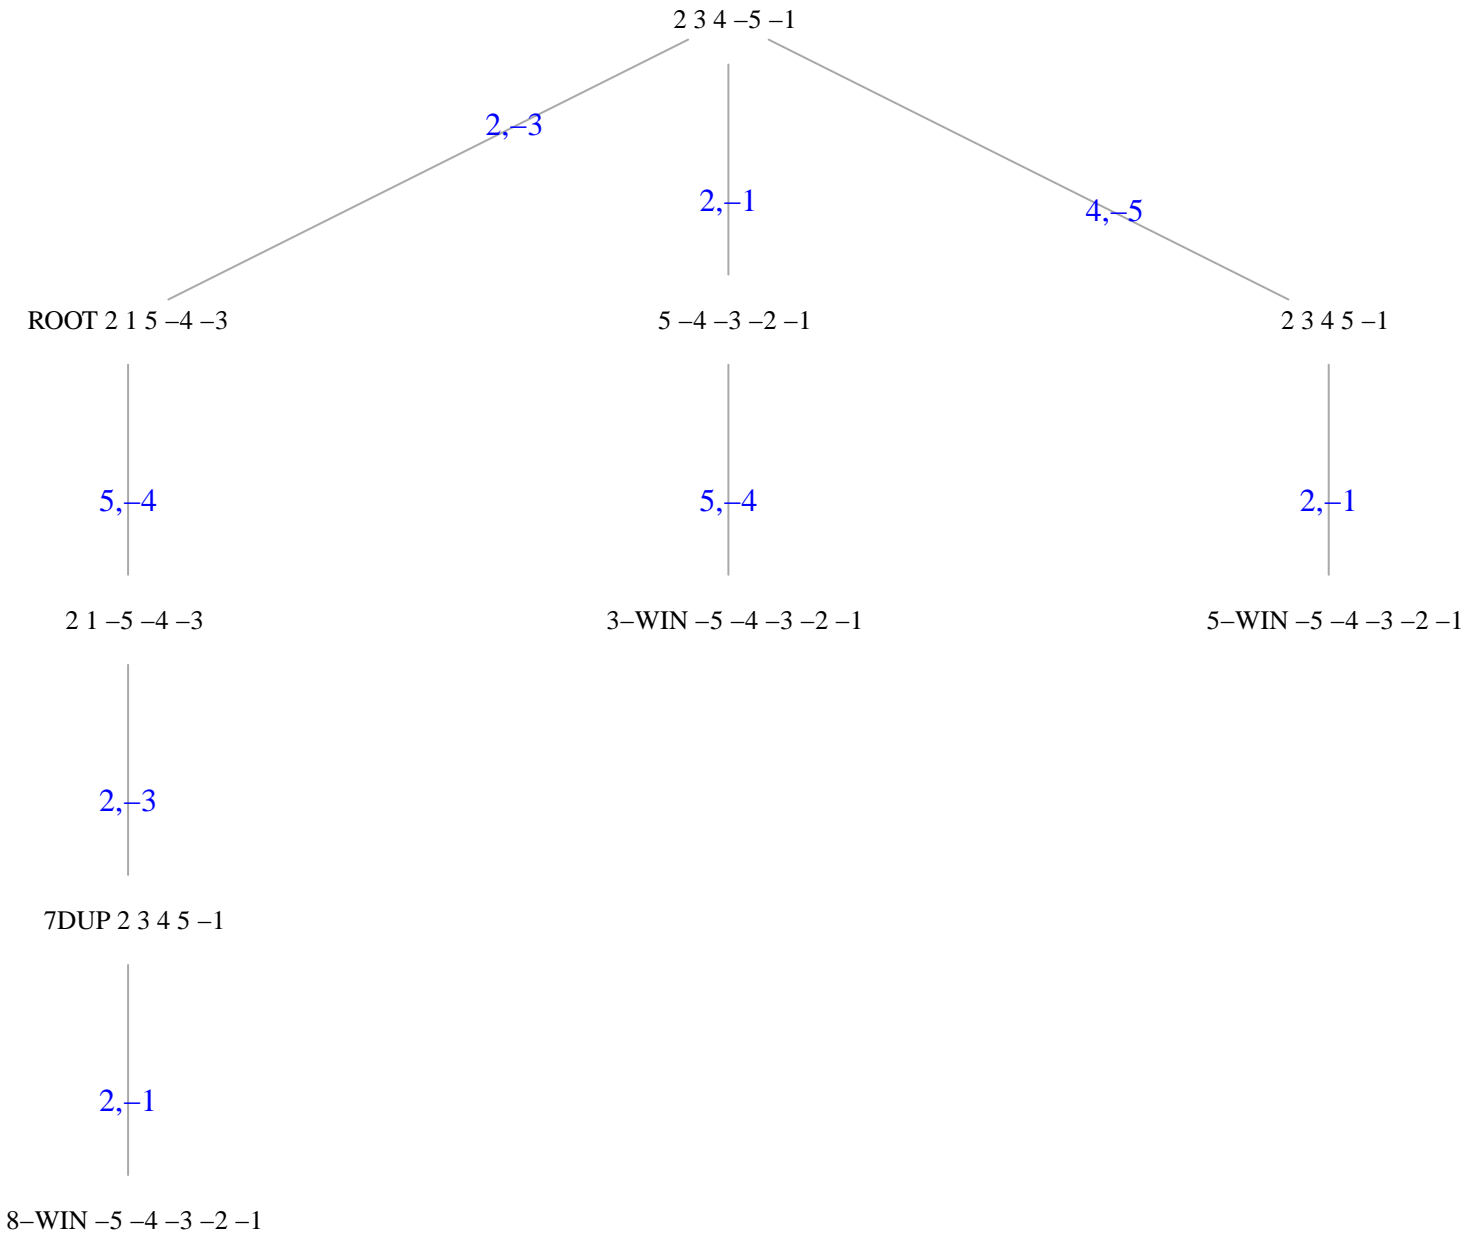 2 3 4 –5 –1
2,–3
2,–1
4,–5
ROOT 2 1 5 –4 –3
5 –4 –3 –2 –1
2 3 4 5 –1
5,–4
5,–4
2,–1
2 1 –5 –4 –3
3–WIN –5 –4 –3 –2 –1
5–WIN –5 –4 –3 –2 –1
2,–3
7DUP 2 3 4 5 –1
2,–1
8–WIN –5 –4 –3 –2 –1